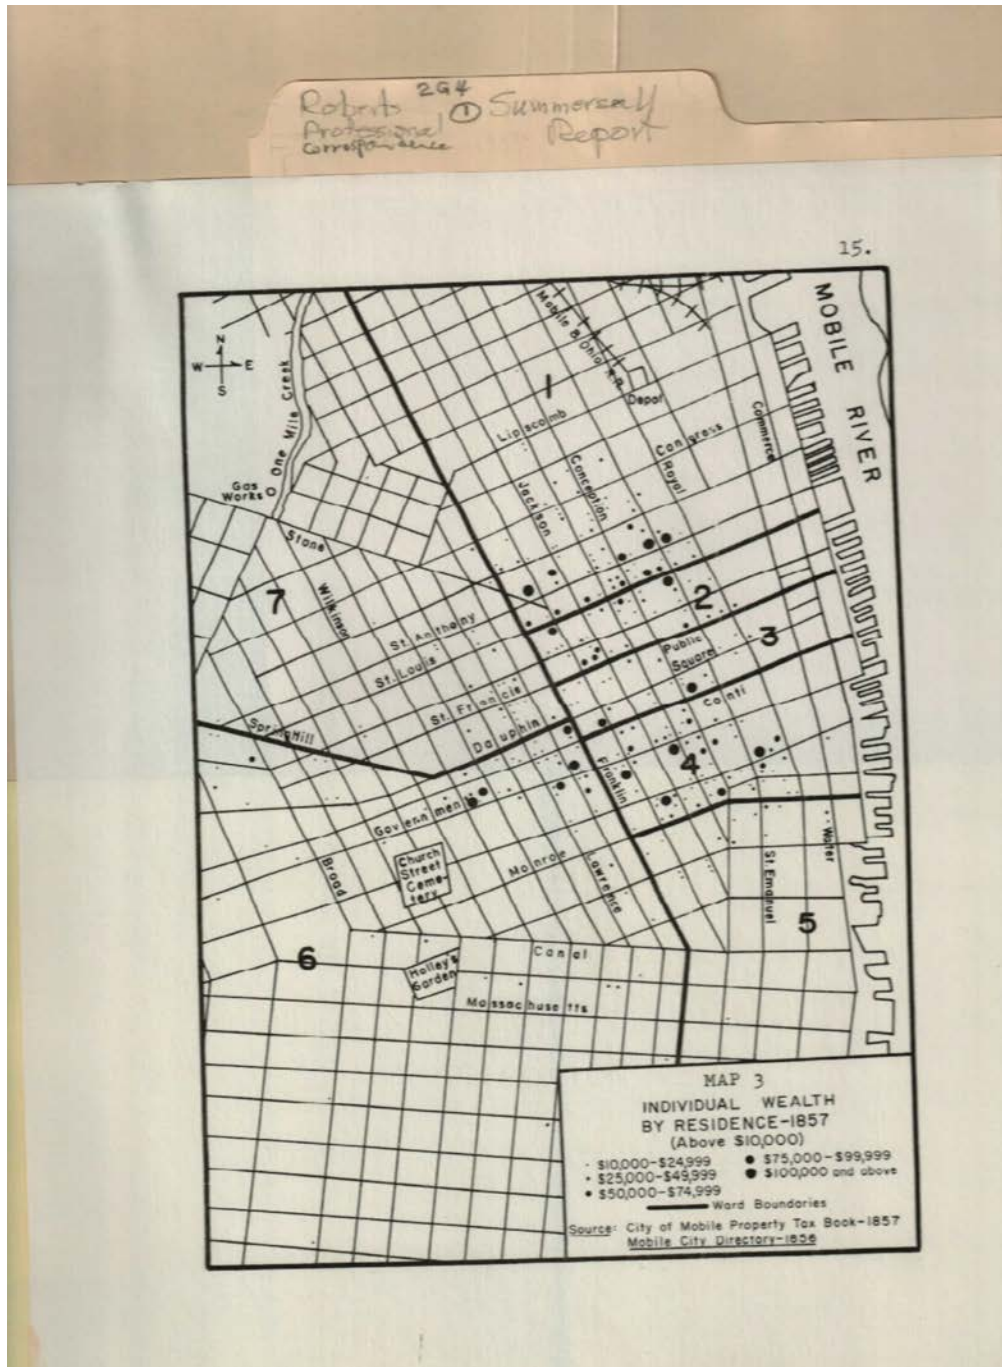 Roberts 2G4 ① Summersell
Professional Report
Correspondence
15.
MOBILE RIVER
N
W E
S
One Mile Creek
Gas
Works
Mobile & Ohio R.R.
Depot
1
Lipscomb
Congress
Commerce
Conception
Royal
Jackson
Stone
7
Wilkinson
St. Anthony
St. Louis
St. Francis
2
3
Public
Square
Conti
Springhill
Dauphin
4
Franklin
Government
Church
Street
Ceme-
tery
Broad
Monroe
Lawrence
St. Emanuel
Water
5
6
Canal
Holley's
Garden
Massachusetts
MAP 3
INDIVIDUAL WEALTH
BY RESIDENCE-1857
(Above $10,000)
$10,000-$24,999 $75,000-$99,999
$25,000-$49,999 $100,000 and above
$50,000-$74,999
Ward Boundaries
Source: City of Mobile Property Tax Book-1857
Mobile City Directory-1856